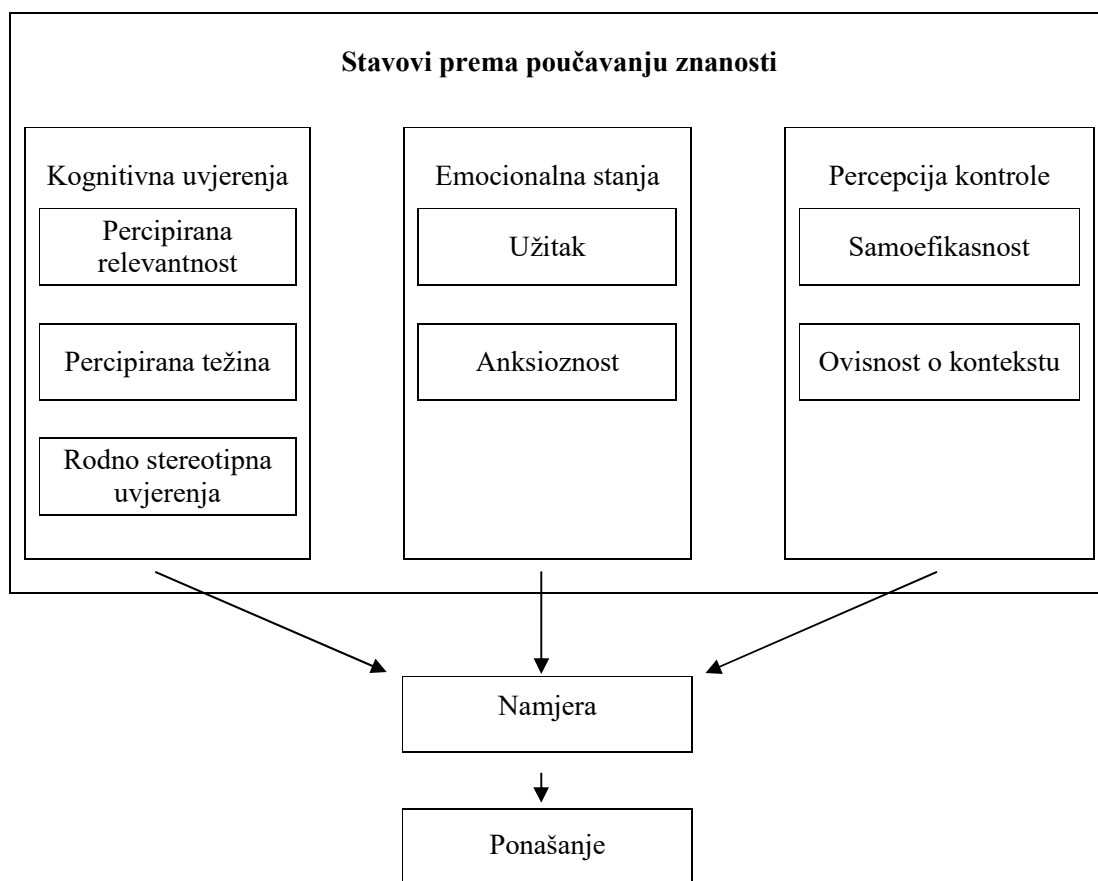 Stavovi prema poučavanju znanosti
Kognitivna uvjerenja
Percipirana
relevantnost
Percipirana težina
Rodno stereotipna
uvjerenja
Emocionalna stanja
Užitak
Anksioznost
Percepcija kontrole
Samoefikasnost
Ovisnost o kontekstu
Namjera
Ponašanje